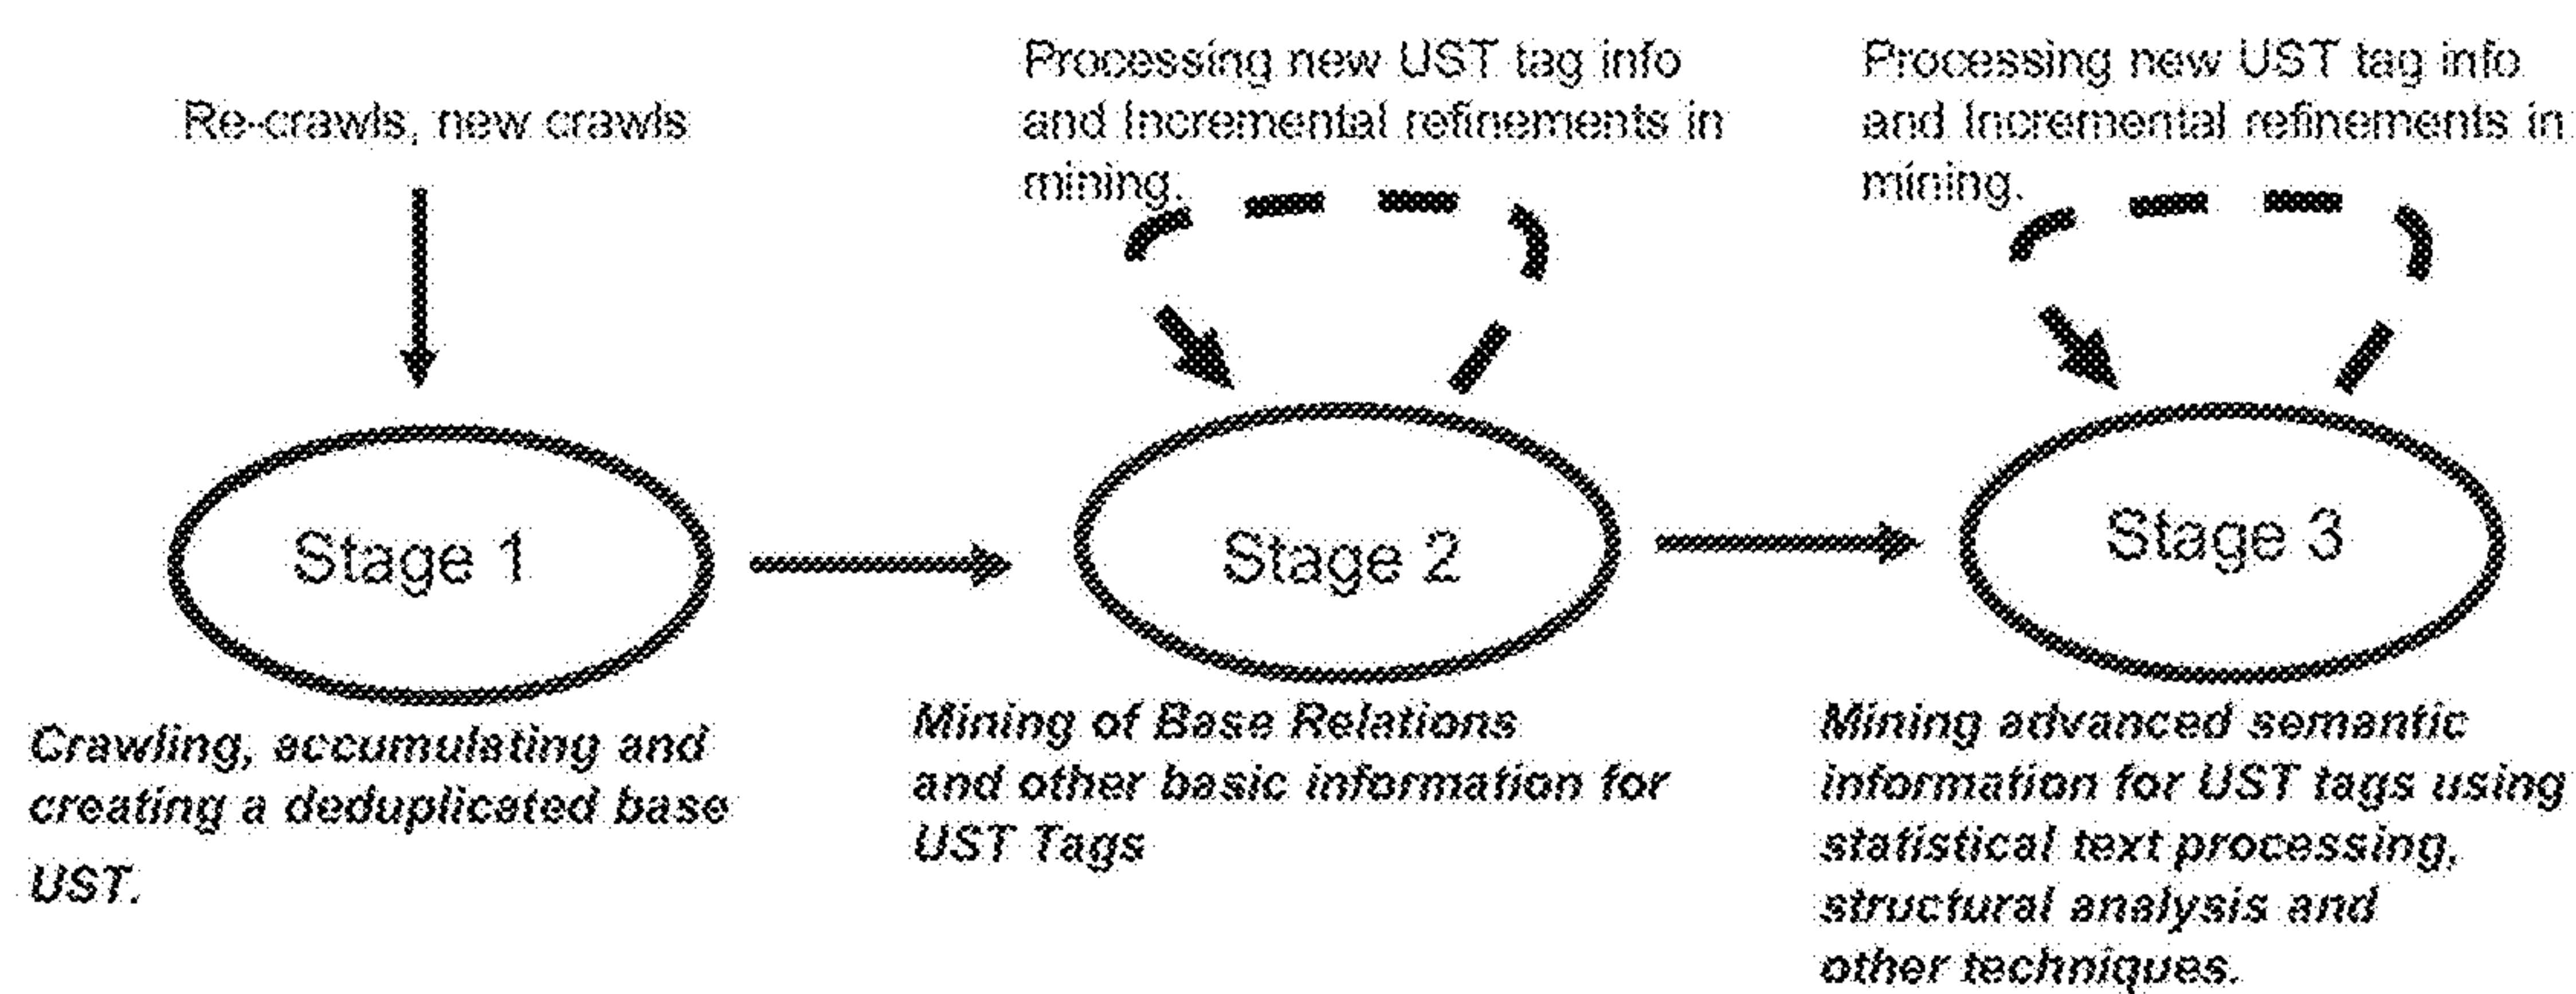 Re-crawls, new crawls
Processing new UST tag info
and Incremental refinements in
mining.
Processing new UST tag info
and Incremental refinements in
mining.
Stage 1
Stage 2
Stage 3
Crawling, accumulating and
creating a deduplicated base
UST.
Mining of Base Relations
and other basic information for
UST Tags
Mining advanced semantic
information for UST tags using
statistical text processing,
structural analysis and
other techniques.